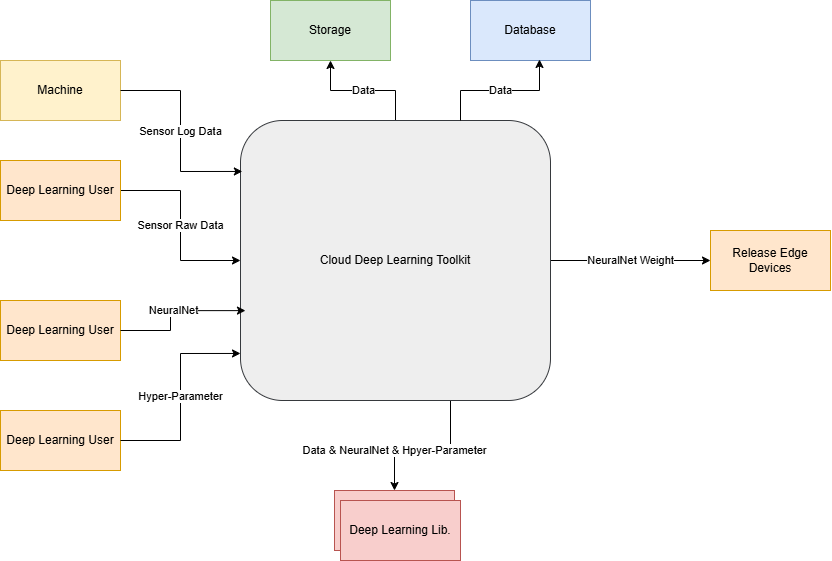 Storage
Database
Machine
Data
Data
Sensor Log Data
Deep Learning User
Sensor Raw Data
Cloud Deep Learning Toolkit
NeuralNet Weight
Release Edge
Devices
NeuralNet
Deep Learning User
Hyper-Parameter
Deep Learning User
Data & NeuralNet & Hpyer-Parameter
Deep Learning Lib.